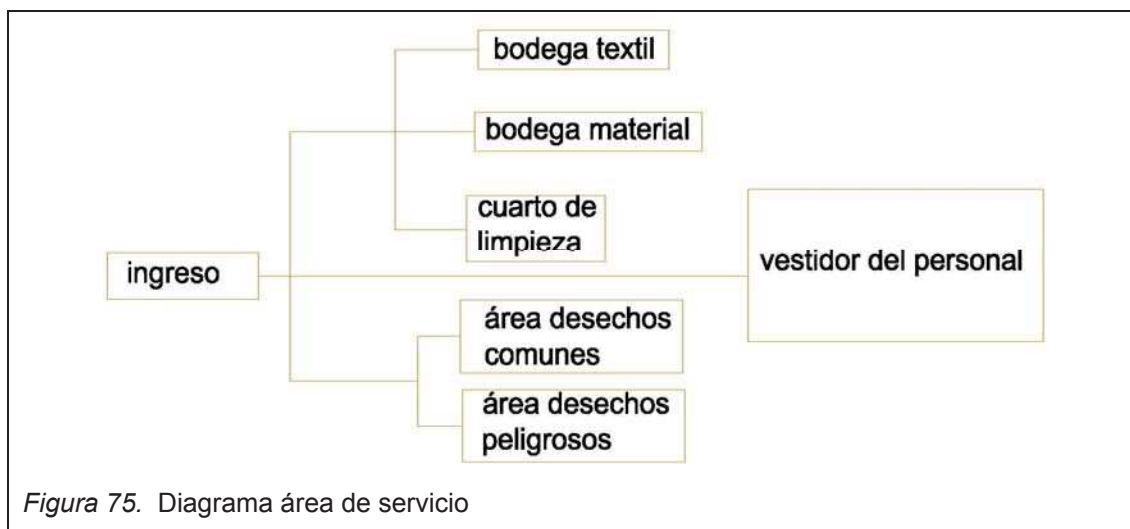 bodega textil
bodega material
cuarto de
limpieza
ingreso
vestidor del personal
área desechos
comunes
área desechos
peligrosos
Figura 75. Diagrama área de servicio